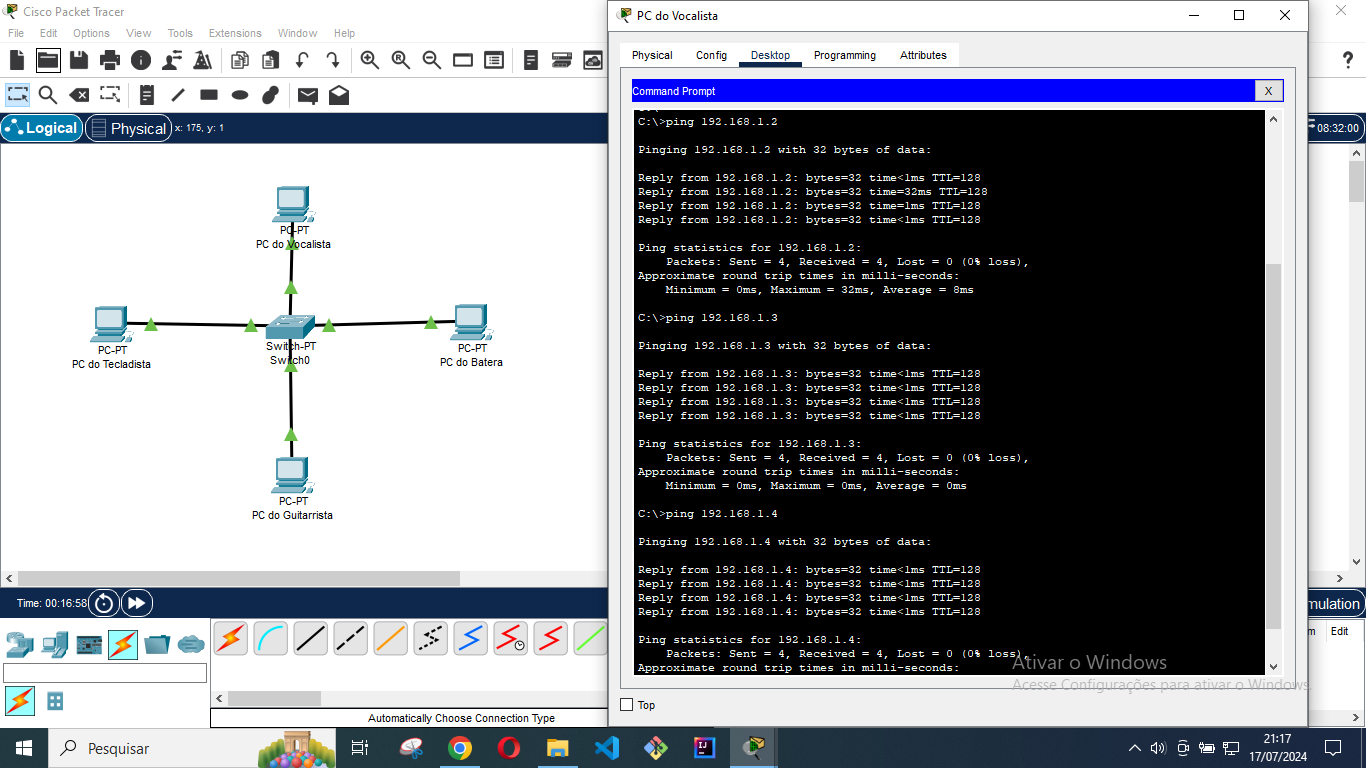 Cisco Packet Tracer
File Edit Options View Tools Extensions Window Help
Logical Physical x: 175, y: 1
08:32:00
PC-PT
PC do Vocalista
PC-PT
PC do Tecladista
Switch-PT
Switch0
PC-PT
PC do Batera
PC-PT
PC do Guitarrista
Time: 00:16:58
mulation
m Edit
Automatically Choose Connection Type
PC do Vocalista
Physical Config Desktop Programming Attributes
Command Prompt X
C:\>ping 192.168.1.2
Pinging 192.168.1.2 with 32 bytes of data:
Reply from 192.168.1.2: bytes=32 time<1ms TTL=128
Reply from 192.168.1.2: bytes=32 time=32ms TTL=128
Reply from 192.168.1.2: bytes=32 time=1ms TTL=128
Reply from 192.168.1.2: bytes=32 time<1ms TTL=128
Ping statistics for 192.168.1.2:
Packets: Sent = 4, Received = 4, Lost = 0 (0% loss),
Approximate round trip times in milli-seconds:
Minimum = 0ms, Maximum = 32ms, Average = 8ms
C:\>ping 192.168.1.3
Pinging 192.168.1.3 with 32 bytes of data:
Reply from 192.168.1.3: bytes=32 time<1ms TTL=128
Reply from 192.168.1.3: bytes=32 time<1ms TTL=128
Reply from 192.168.1.3: bytes=32 time<1ms TTL=128
Reply from 192.168.1.3: bytes=32 time<1ms TTL=128
Ping statistics for 192.168.1.3:
Packets: Sent = 4, Received = 4, Lost = 0 (0% loss),
Approximate round trip times in milli-seconds:
Minimum = 0ms, Maximum = 0ms, Average = 0ms
C:\>ping 192.168.1.4
Pinging 192.168.1.4 with 32 bytes of data:
Reply from 192.168.1.4: bytes=32 time<1ms TTL=128
Reply from 192.168.1.4: bytes=32 time<1ms TTL=128
Reply from 192.168.1.4: bytes=32 time<1ms TTL=128
Reply from 192.168.1.4: bytes=32 time<1ms TTL=128
Ping statistics for 192.168.1.4:
Packets: Sent = 4, Received = 4, Lost = 0 (0% loss),
Approximate round trip times in milli-seconds:
Top
Ativar o Windows
Acesse Configurações para ativar o Windows.
Pesquisar
21:17
17/07/2024